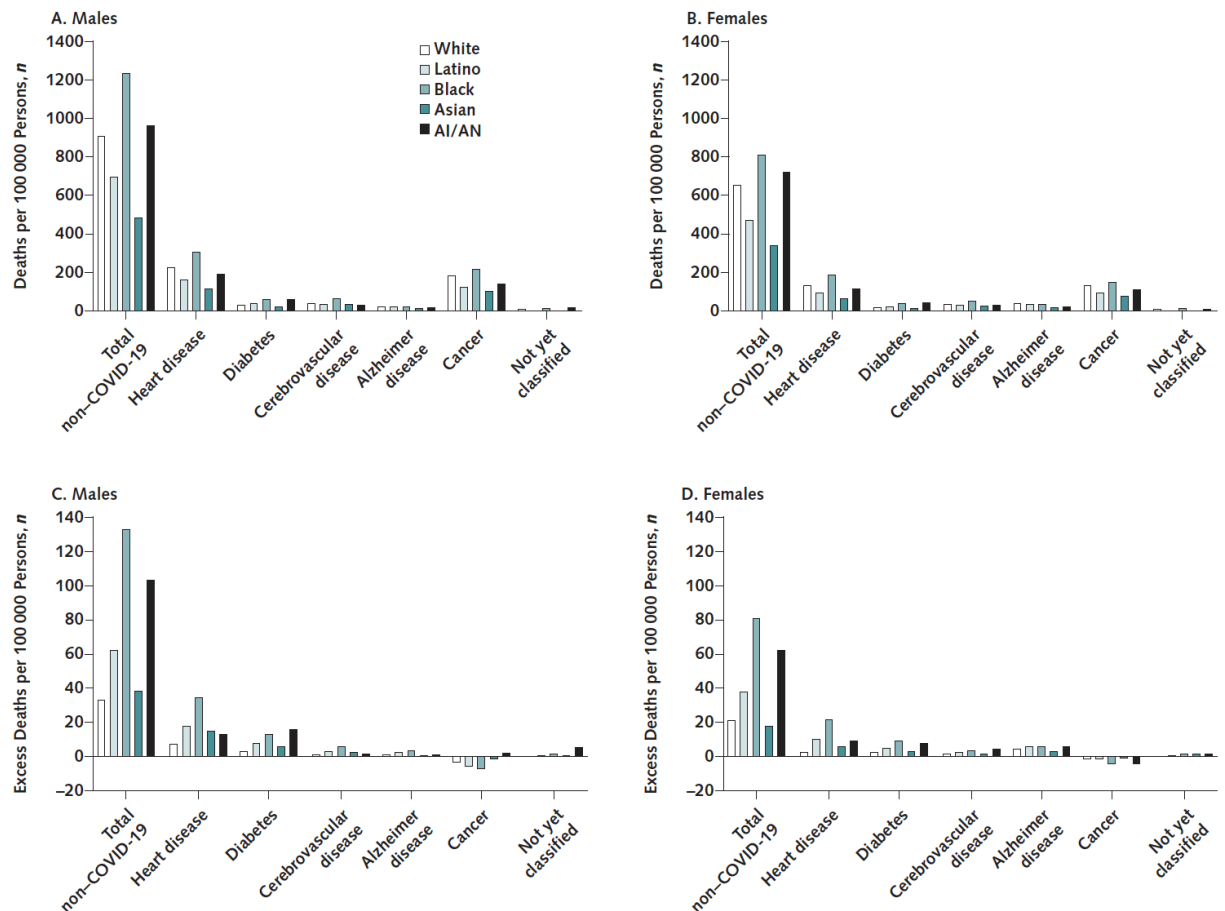 A. Males
Deaths per 100 000 Persons, n
1400
1200
1000
800
600
400
200
0
White
Latino
Black
Asian
AI/AN
Total
non–COVID-19
Heart disease
Diabetes
Cerebrovascular
disease
Alzheimer
disease
Cancer
Not yet
classified
B. Females
Deaths per 100 000 Persons, n
1400
1200
1000
800
600
400
200
0
Total
non–COVID-19
Heart disease
Diabetes
Cerebrovascular
disease
Alzheimer
disease
Cancer
Not yet
classified
C. Males
Excess Deaths per 100 000 Persons, n
140
120
100
80
60
40
20
0
–20
Total
non–COVID-19
Heart disease
Diabetes
Cerebrovascular
disease
Alzheimer
disease
Cancer
Not yet
classified
D. Females
Excess Deaths per 100 000 Persons, n
140
120
100
80
60
40
20
0
–20
Total
non–COVID-19
Heart disease
Diabetes
Cerebrovascular
disease
Alzheimer
disease
Cancer
Not yet
classified